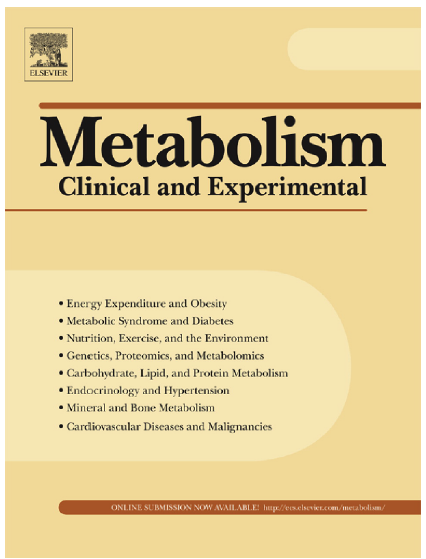 ELSEVIER
Metabolism
Clinical and Experimental
• Energy Expenditure and Obesity
• Metabolic Syndrome and Diabetes
• Nutrition, Exercise, and the Environment
• Genetics, Proteomics, and Metabolomics
• Carbohydrate, Lipid, and Protein Metabolism
• Endocrinology and Hypertension
• Mineral and Bone Metabolism
• Cardiovascular Diseases and Malignancies
ONLINE SUBMISSION NOW AVAILABLE! http://ees.elsevier.com/metabolism/